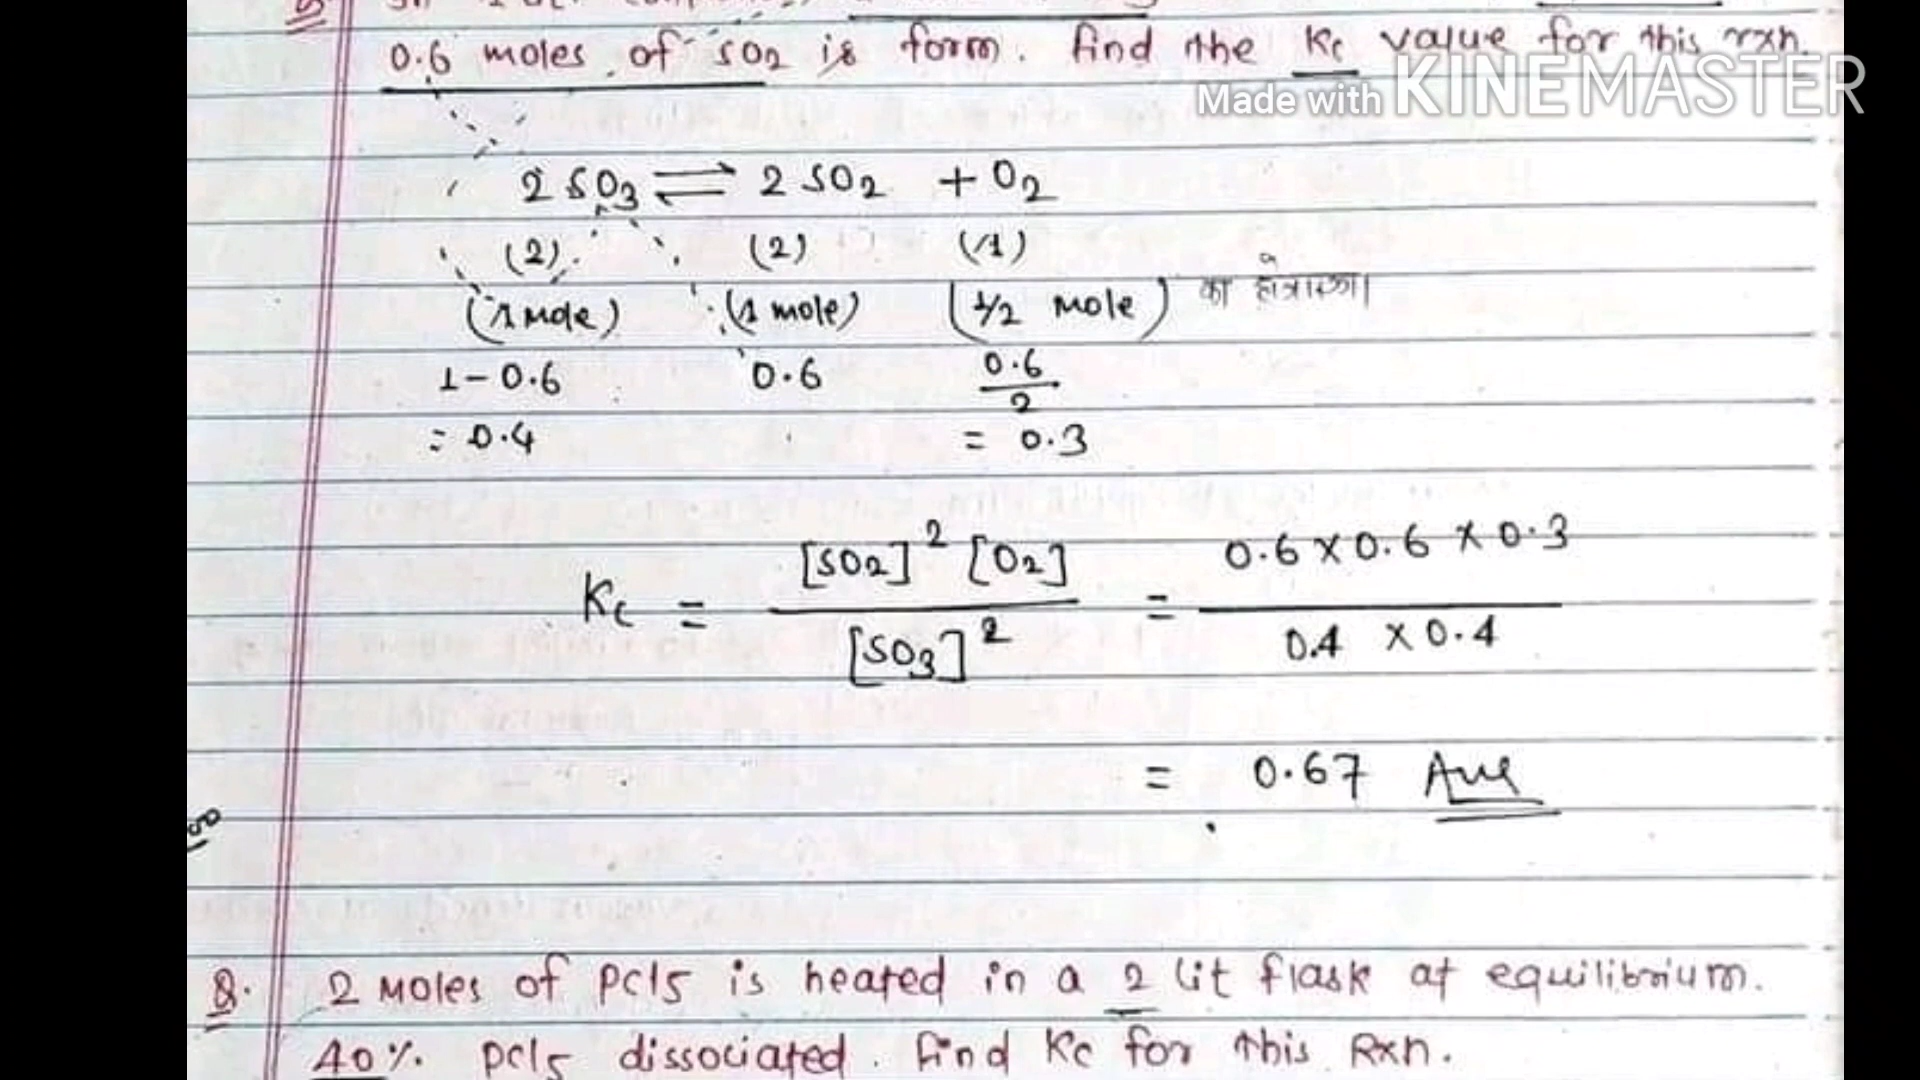 0.6 moles of SO2 is form. find the Kc value for this rxn.
Made with KINEMASTER
2 SO3 ⇌ 2 SO2 + O2
(2) (2) (1)
(1 mole) (1 mole) (1/2 mole) का
1 - 0.6 0.6 0.6/2
= 0.4 = 0.3
Kc = [SO2]² [O2] / [SO3]² = 0.6 x 0.6 x 0.3 / 0.4 x 0.4
= 0.67 Ans
Q. 2 Moles of PCl5 is heated in a 2 lit flask at equilibrium.
40% PCl5 dissociated. find Kc for this Rxn.